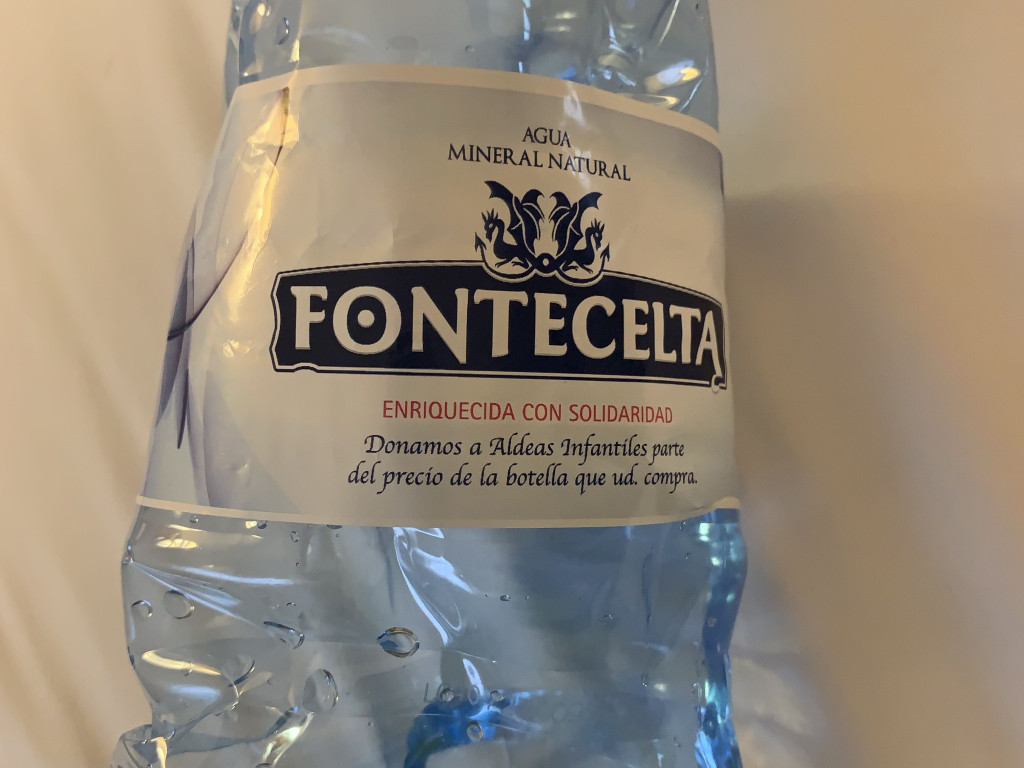 AGUA
MINERAL NATURAL
FONTECELTA
ENRIQUECIDA CON SOLIDARIDAD
Donamos a Aldeas Infantiles parte
del precio de la botella que ud. compra.